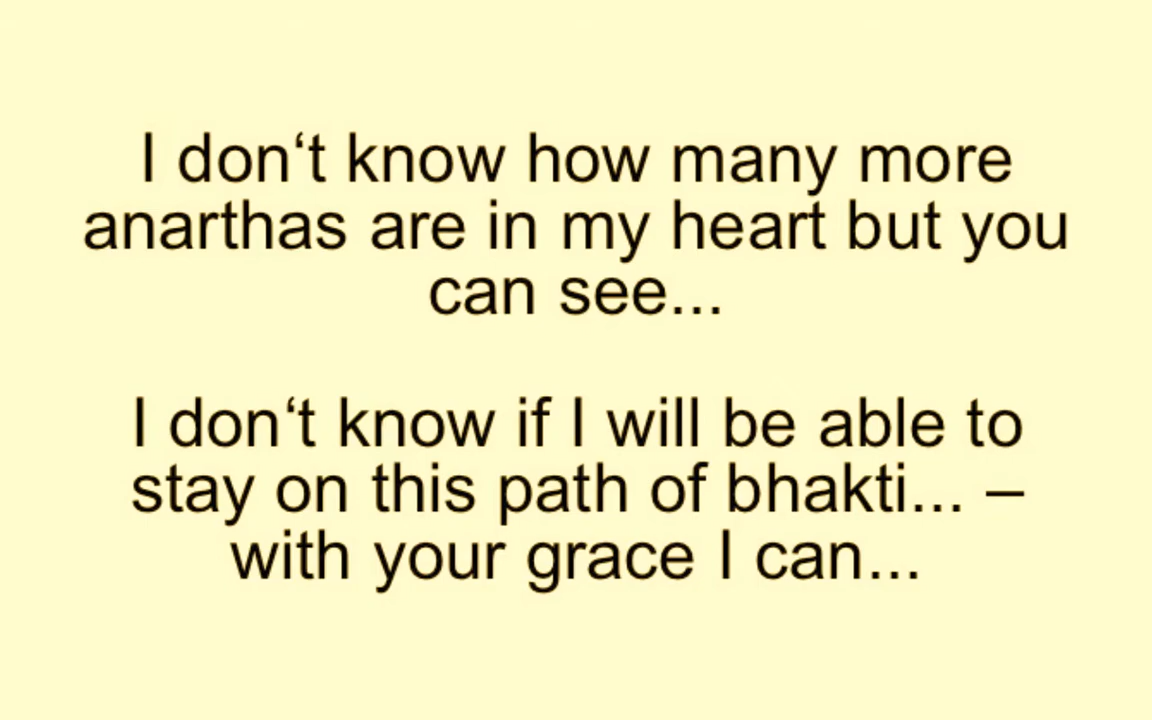 I don‘t know how many more
anarthas are in my heart but you
can see...
I don‘t know if I will be able to
stay on this path of bhakti... –
with your grace I can...